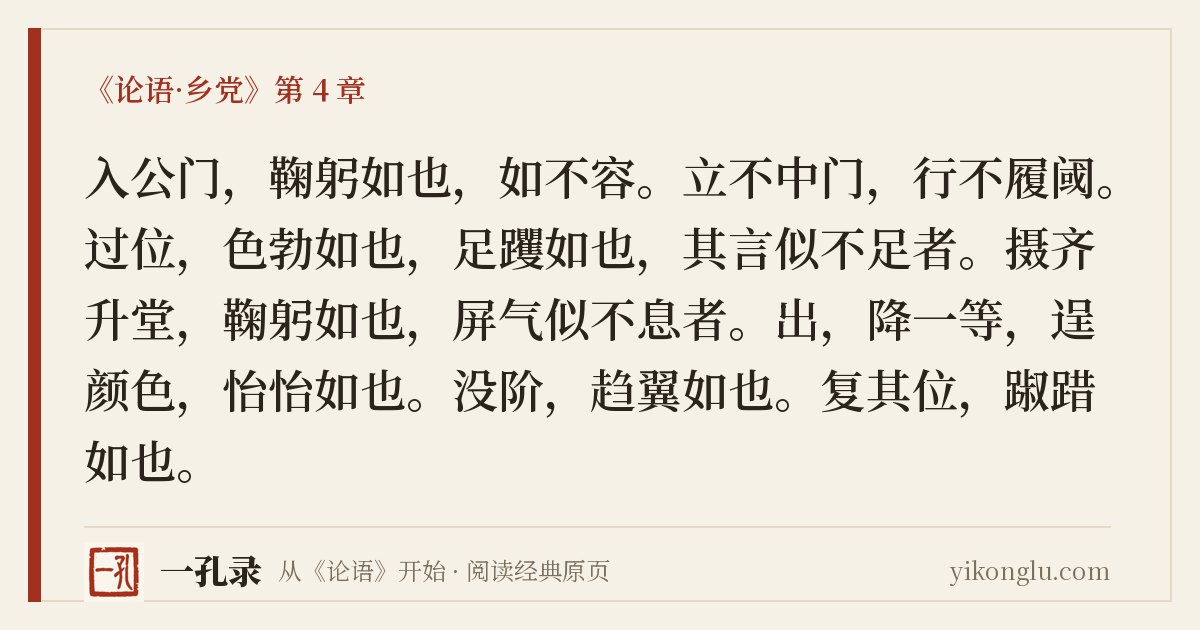 《论语·乡党》第 4 章
入公门，鞠躬如也，如不容。立不中门，行不履阈。
过位，色勃如也，足躩如也，其言似不足者。摄齐
升堂，鞠躬如也，屏气似不息者。出，降一等，逞
颜色，怡怡如也。没阶，趋翼如也。复其位，踧踖
如也。
一孔 一孔录 从《论语》开始 · 阅读经典原页 yikonglu.com